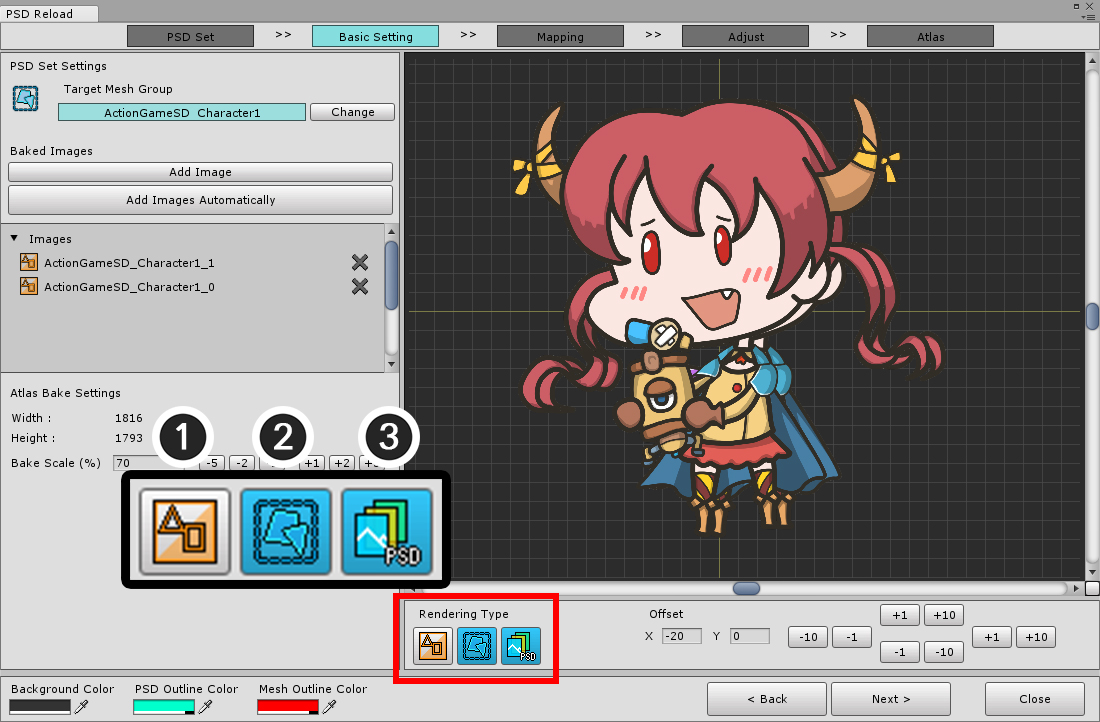 PSD Reload
PSD Set >> Basic Setting >> Mapping >> Adjust >> Atlas
PSD Set Settings
Target Mesh Group
ActionGameSD_Character1 Change
Baked Images
Add Image
Add Images Automatically
Images
ActionGameSD_Character1_1
ActionGameSD_Character1_0
Atlas Bake Settings
Width : 1816
Height : 1793
Bake Scale (%) 70 -5 -2 +1 +2
1 2 3
PSD
Rendering Type
PSD
Offset
X -20 Y 0
-10 -1
+1 +10
-1 -10
+1 +10
Background Color PSD Outline Color Mesh Outline Color
< Back Next > Close